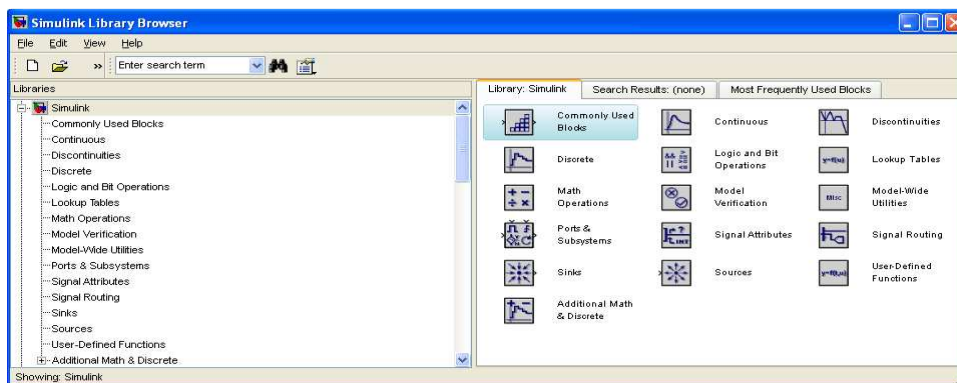 Simulink Library Browser
File Edit View Help
» Enter search term
Libraries
Simulink
Commonly Used Blocks
Continuous
Discontinuities
Discrete
Logic and Bit Operations
Lookup Tables
Math Operations
Model Verification
Model-Wide Utilities
Ports & Subsystems
Signal Attributes
Signal Routing
Sinks
Sources
User-Defined Functions
Additional Math & Discrete
Library: Simulink Search Results: (none) Most Frequently Used Blocks
Commonly Used
Blocks
Continuous
Discontinuities
Discrete
Logic and Bit
Operations
y=f(u)
Lookup Tables
Math
Operations
Model
Verification
Misc
Model-Wide
Utilities
Ports &
Subsystems
Signal Attributes
Signal Routing
Sinks
Sources
User-Defined
Functions
Additional Math
& Discrete
Showing: Simulink